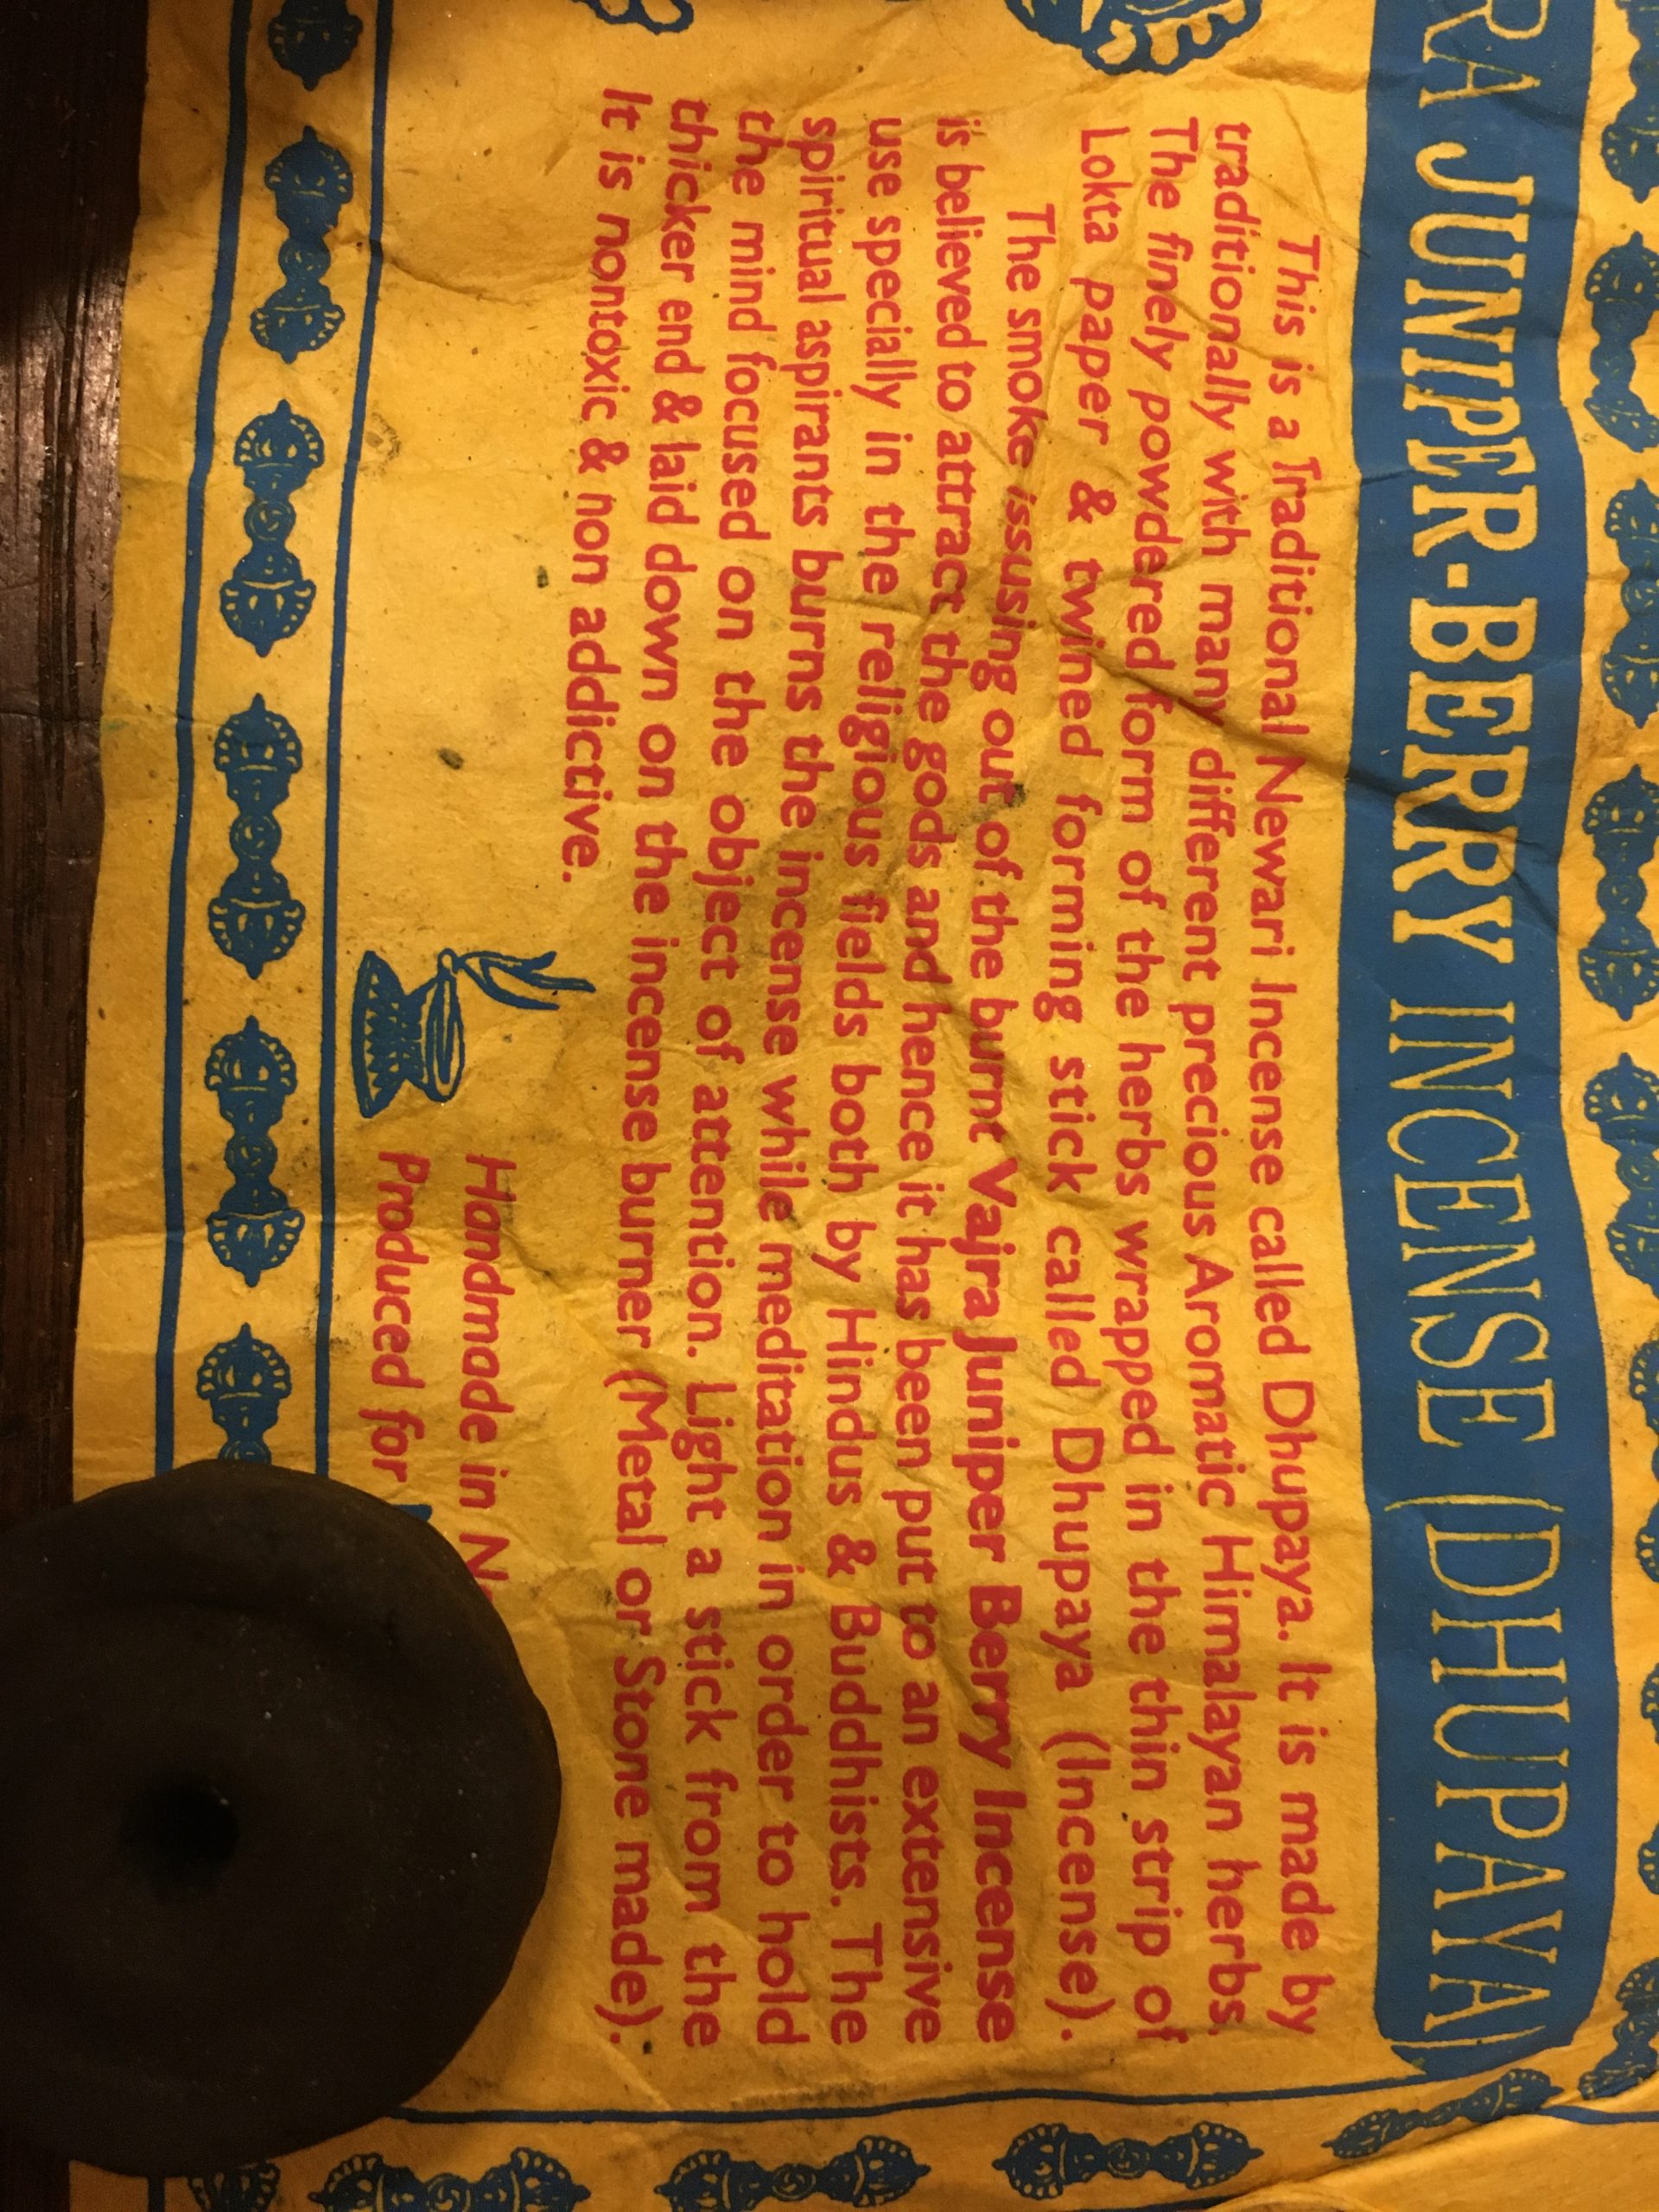 RA JUNIPER-BERRY INCENSE (DHUPAYA)
This is a Traditional Newari Incense called Dhupaya. It is made by
traditionally with many different precious Aromatic Himalayan herbs.
The finely powdered form of the herbs wrapped in the thin strip of
Lokta paper & twined forming stick called Dhupaya (Incense).
The smoke issusing out of the burnt Vajra Juniper Berry Incense
is believed to attract the gods and hence it has been put to an extensive
use specially in the religious fields both by Hindus & Buddhists. The
spiritual aspirants burns the incense while meditation in order to hold
the mind focused on the object of attention. Light a stick from the
thicker end & laid down on the incense burner (Metal or Stone made).
It is nontoxic & non addictive.
Handmade in
Produced for